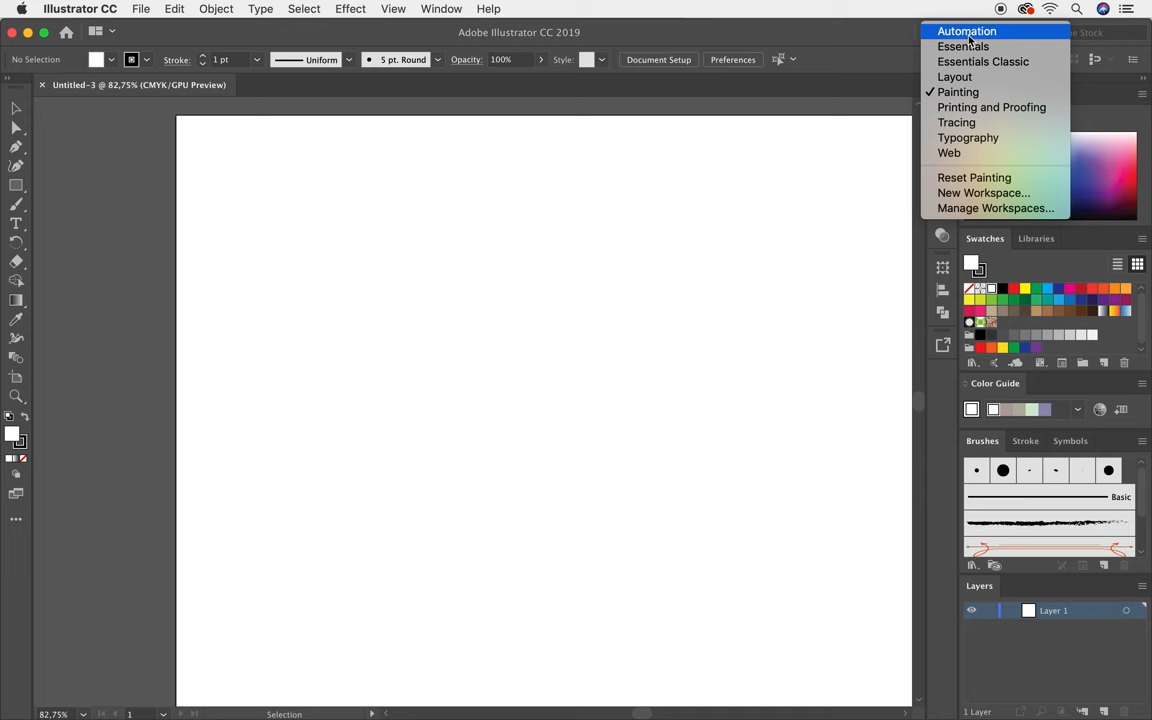 Illustrator CC File Edit Object Type Select Effect View Window Help
Adobe Illustrator CC 2019
Stock
No Selection Stroke: 1 pt Uniform 5 pt. Round Opacity: 100% Style: Document Setup Preferences
Untitled-3 @ 82,75% (CMYK/GPU Preview)
Automation
Essentials
Essentials Classic
Layout
Painting
Printing and Proofing
Tracing
Typography
Web
Reset Painting
New Workspace...
Manage Workspaces...
Swatches Libraries
Color Guide
Brushes Stroke Symbols
Basic
Layers
Layer 1
1 Layer
82,75% 1 Selection